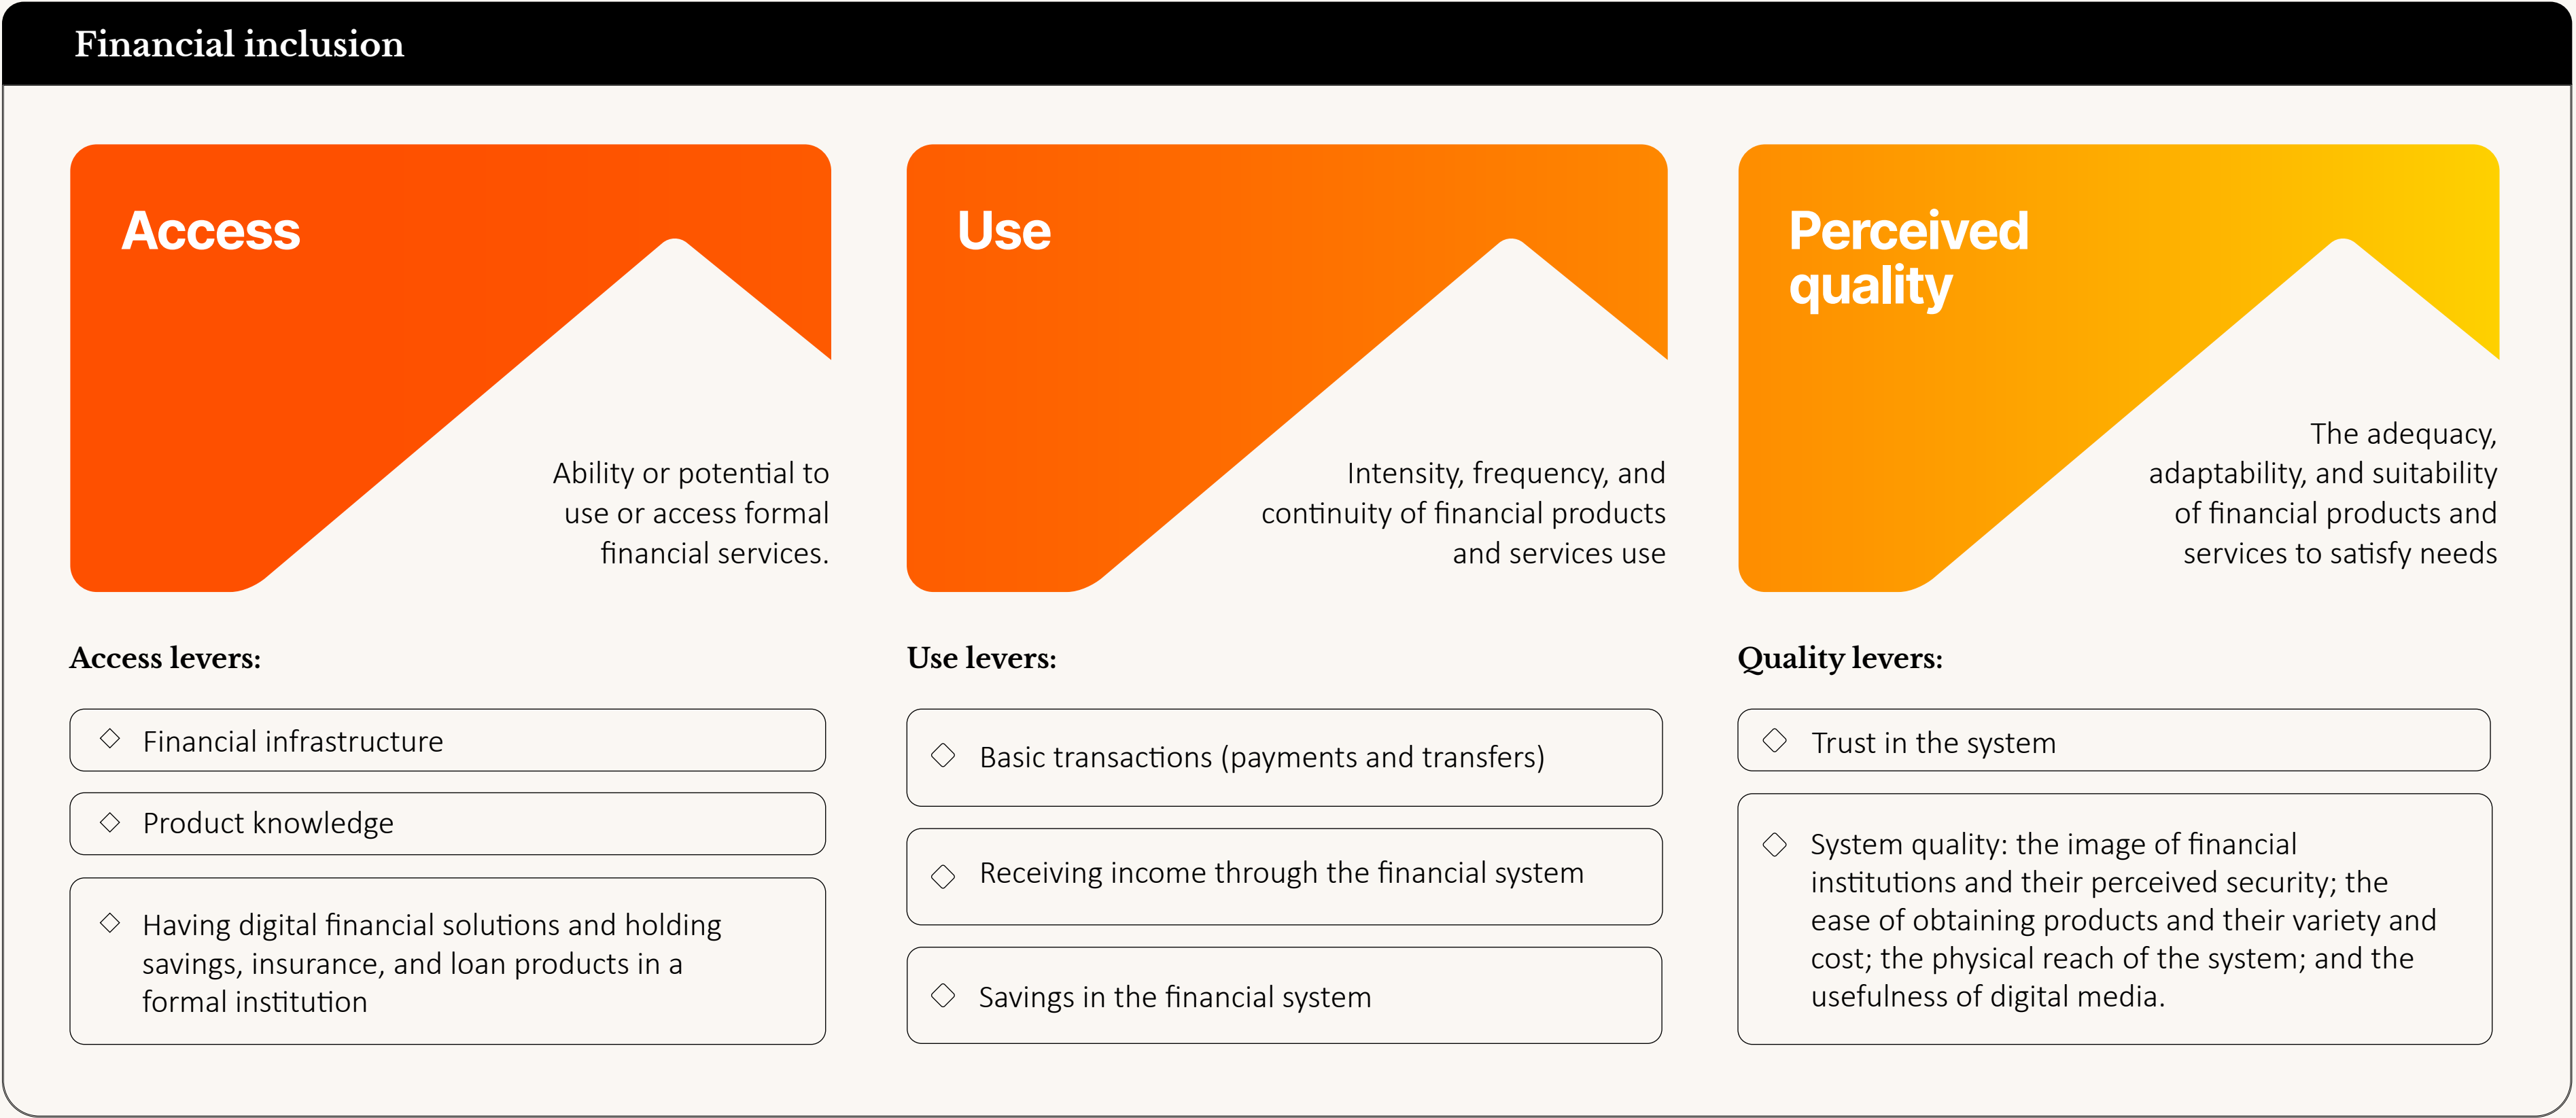 Financial inclusion
Access
Ability or potential to
use or access formal
financial services.
Use
Intensity, frequency, and
continuity of financial products
and services use
Perceived
quality
The adequacy,
adaptability, and suitability
of financial products and
services to satisfy needs
Access levers:
Financial infrastructure
Product knowledge
Having digital financial solutions and holding
savings, insurance, and loan products in a
formal institution
Use levers:
Basic transactions (payments and transfers)
Receiving income through the financial system
Savings in the financial system
Quality levers:
Trust in the system
System quality: the image of financial
institutions and their perceived security; the
ease of obtaining products and their variety and
cost; the physical reach of the system; and the
usefulness of digital media.